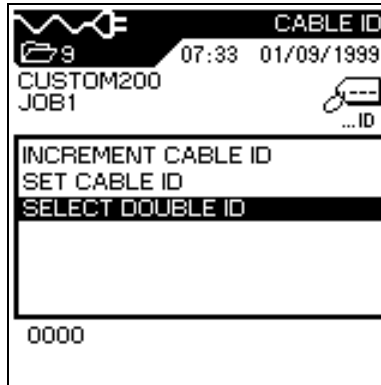 CABLE ID
9 07:33 01/09/1999
CUSTOM200
JOB1
...ID
INCREMENT CABLE ID
SET CABLE ID
SELECT DOUBLE ID
0000